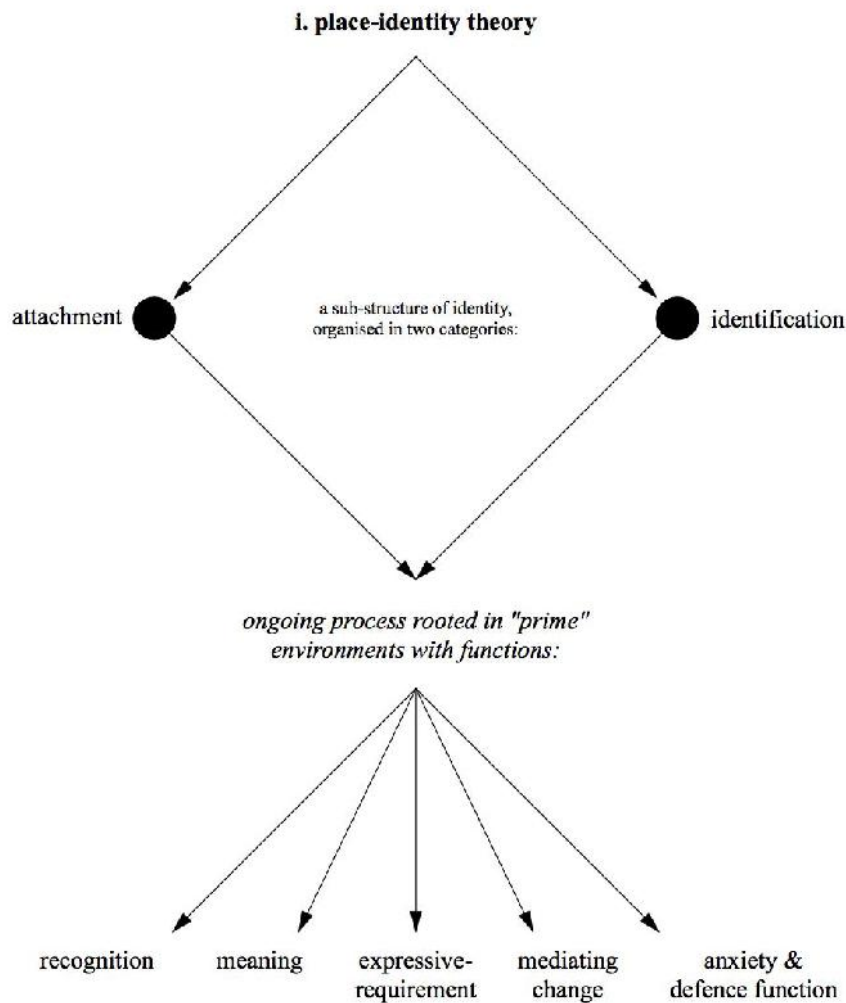 i. place-identity theory
attachment
a sub-structure of identity,
organised in two categories:
identification
ongoing process rooted in "prime"
environments with functions:
recognition
meaning
expressive-
requirement
mediating
change
anxiety &
defence function